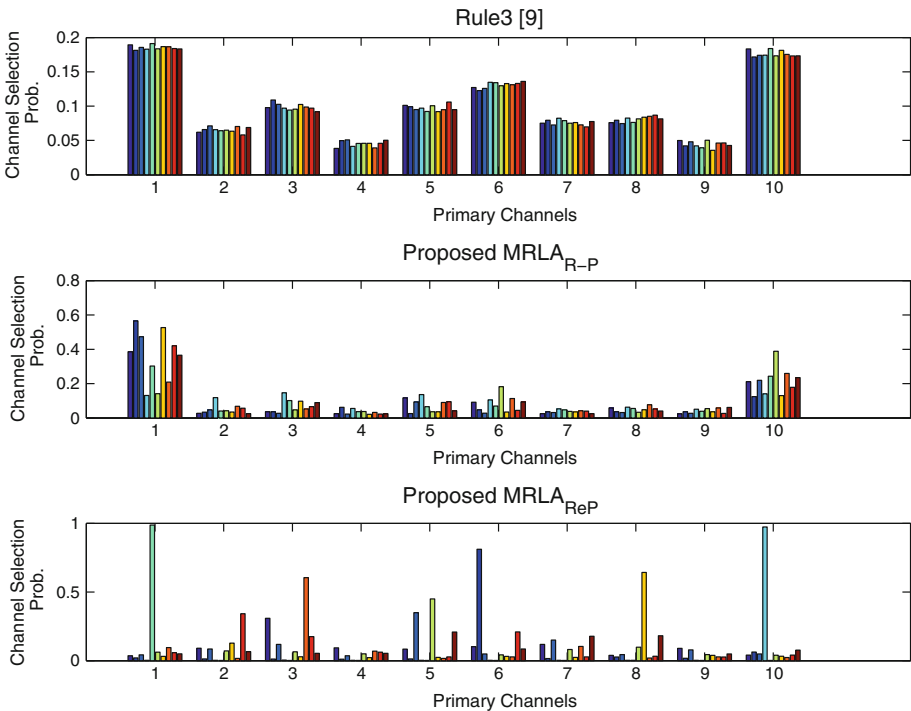 Rule3 [9]
Channel Selection
Prob.
0.2
0.15
0.1
0.05
0
1 2 3 4 5 6 7 8 9 10
Primary Channels
Proposed MRLA_{R−P}
Channel Selection
Prob.
0.8
0.6
0.4
0.2
0
1 2 3 4 5 6 7 8 9 10
Primary Channels
Proposed MRLA_{ReP}
Channel Selection
Prob.
1
0.5
0
1 2 3 4 5 6 7 8 9 10
Primary Channels